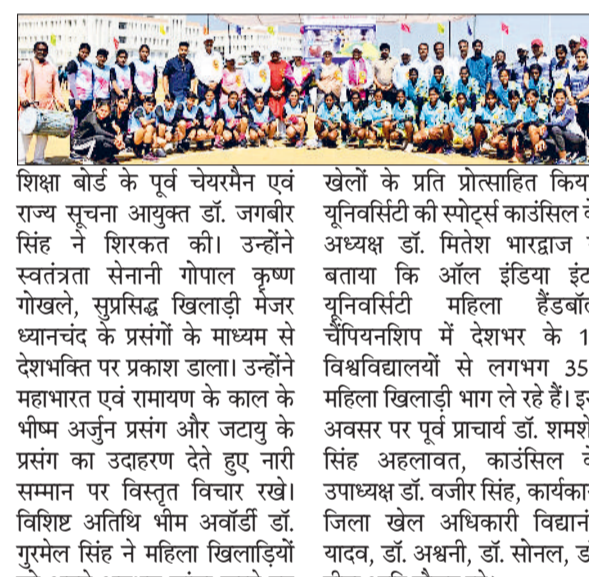 शिक्षा बोर्ड के पूर्व चेयरमैन एवं
राज्य सूचना आयुक्त डॉ. जगबीर
सिंह ने शिरकत की। उन्होंने
स्वतंत्रता सेनानी गोपाल कृष्ण
गोखले, सुप्रसिद्ध खिलाड़ी मेजर
ध्यानचंद के प्रसंगों के माध्यम से
देशभक्ति पर प्रकाश डाला। उन्होंने
महाभारत एवं रामायण के काल के
भीष्म अर्जुन प्रसंग और जटायु के
प्रसंग का उदाहरण देते हुए नारी
सम्मान पर विस्तृत विचार रखे।
विशिष्ट अतिथि भीम अवॉर्डी डॉ.
गुरमेल सिंह ने महिला खिलाड़ियों
खेलों के प्रति प्रोत्साहित किया
यूनिवर्सिटी की स्पोर्ट्स काउंसिल
अध्यक्ष डॉ. मितेश भारद्वाज
बताया कि ऑल इंडिया इंट
यूनिवर्सिटी महिला हैंडबॉल
चैंपियनशिप में देशभर के 1
विश्वविद्यालयों से लगभग 35
महिला खिलाड़ी भाग ले रहे हैं। इस
अवसर पर पूर्व प्राचार्य डॉ. शमशे
सिंह अहलावत, काउंसिल
उपाध्यक्ष डॉ. वजीर सिंह, कार्यका
जिला खेल अधिकारी विद्यानं
यादव, डॉ. अश्वनी, डॉ. सोनल, डॉ